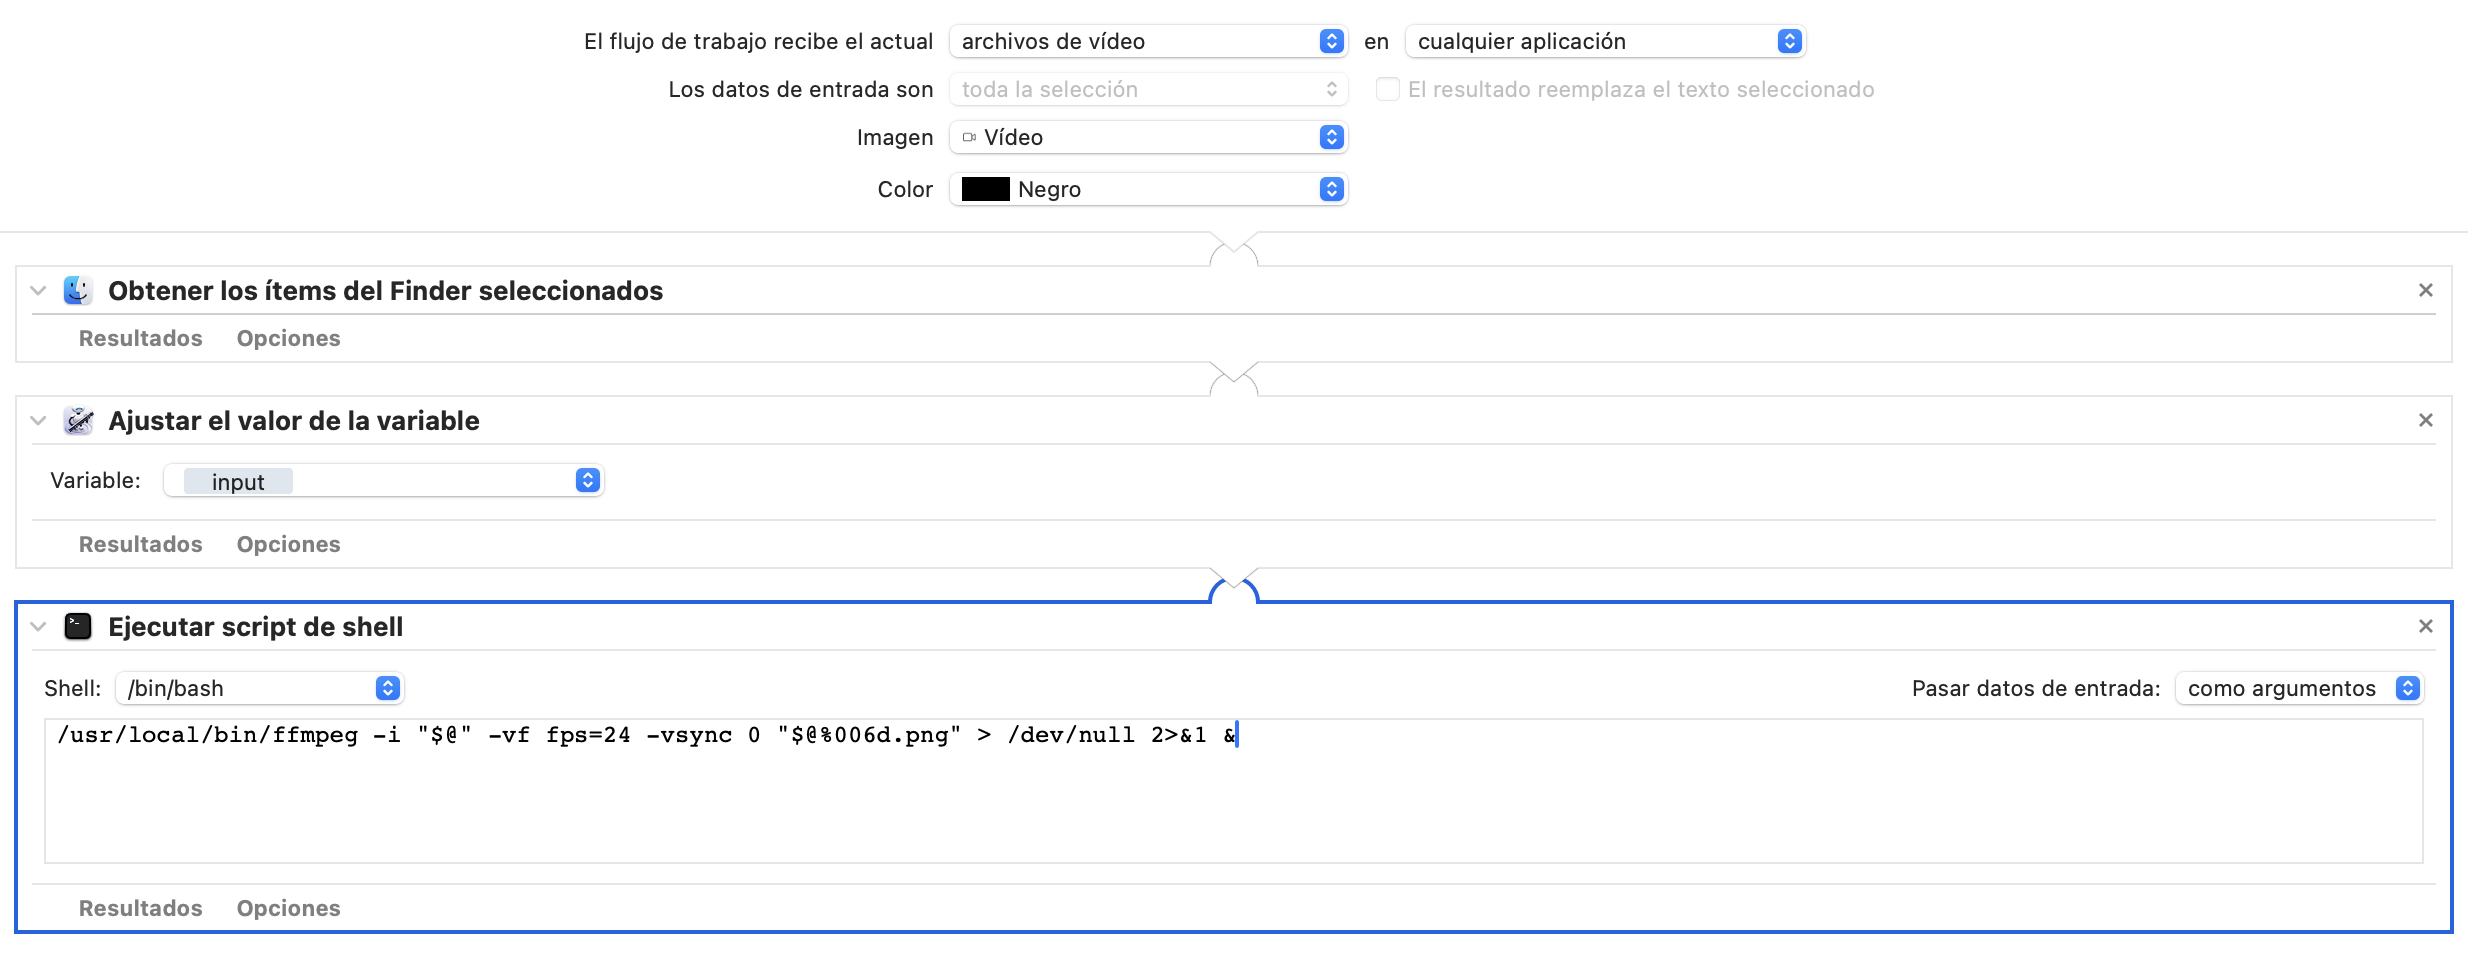 El flujo de trabajo recibe el actual archivos de vídeo en cualquier aplicación
Los datos de entrada son toda la selección El resultado reemplaza el texto seleccionado
Imagen Vídeo
Color Negro
Obtener los ítems del Finder seleccionados
Resultados Opciones
Ajustar el valor de la variable
Variable: input
Resultados Opciones
Ejecutar script de shell
Shell: /bin/bash Pasar datos de entrada: como argumentos
/usr/local/bin/ffmpeg -i "$@" -vf fps=24 -vsync 0 "$@%006d.png" > /dev/null 2>&1 &
Resultados Opciones